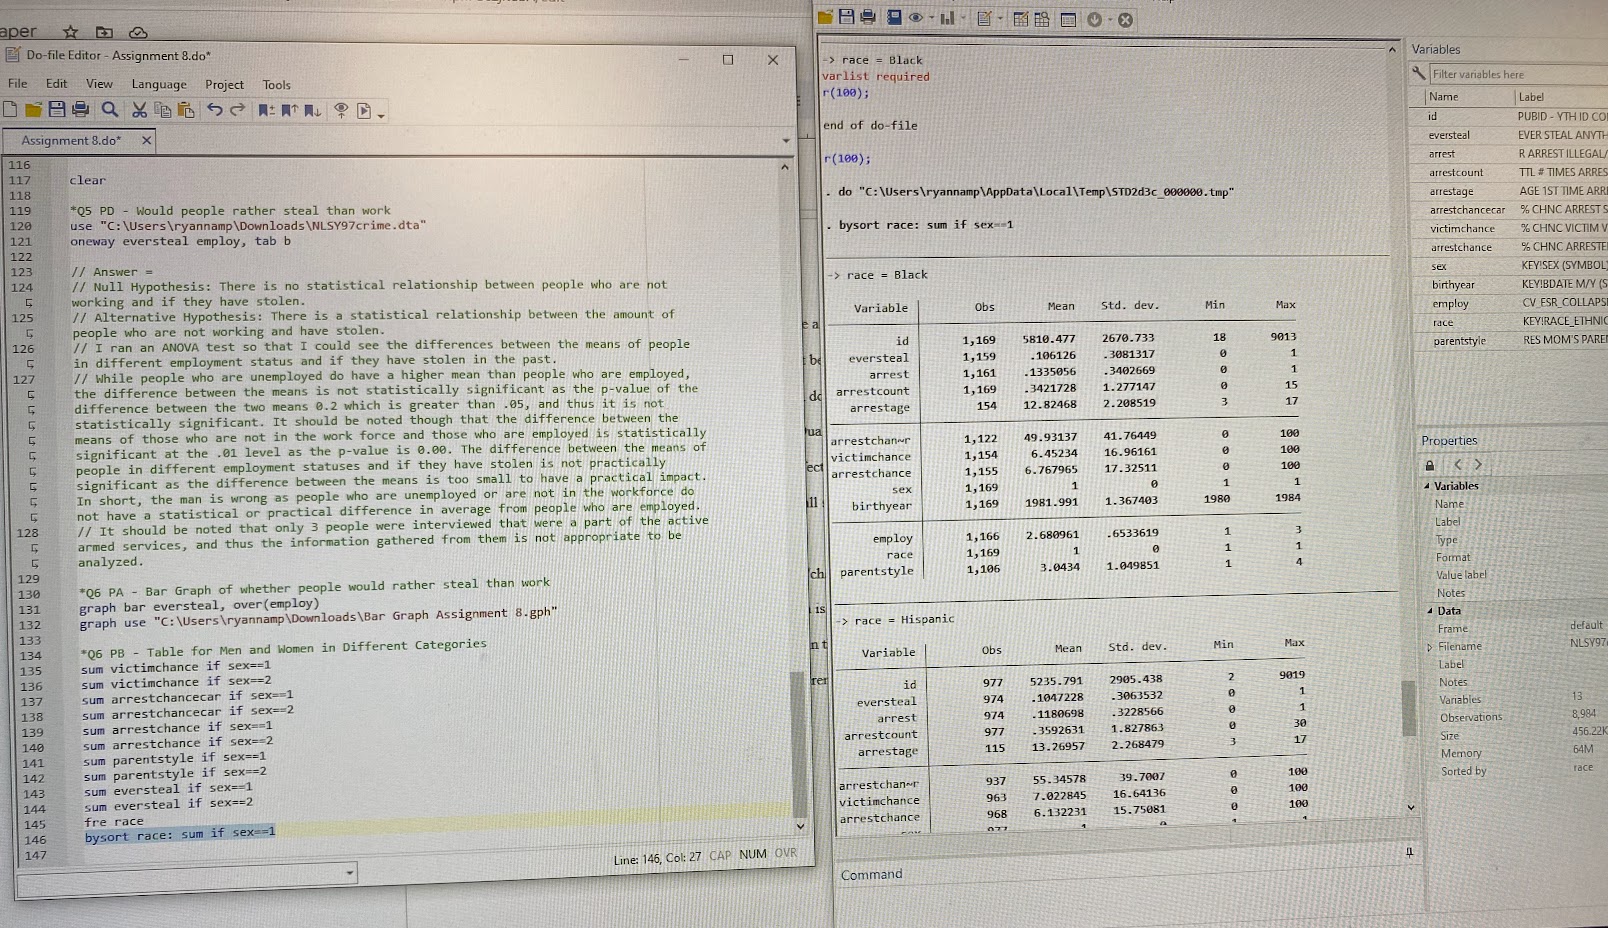 aper
Do-file Editor - Assignment 8.do*
File Edit View Language Project Tools
Assignment 8.do*
116
117 clear
118
119 *Q5 PD - Would people rather steal than work
120 use "C:\Users\ryannamp\Downloads\NLSY97crime.dta"
121 oneway eversteal employ, tab b
122
123 // Answer =
124 // Null Hypothesis: There is no statistical relationship between people who are not
working and if they have stolen.
125 // Alternative Hypothesis: There is a statistical relationship between the amount of
people who are not working and have stolen.
126 // I ran an ANOVA test so that I could see the differences between the means of people
in different employment status and if they have stolen in the past.
127 // While people who are unemployed do have a higher mean than people who are employed,
the difference between the means is not statistically significant as the p-value of the
difference between the two means 0.2 which is greater than .05, and thus it is not
statistically significant. It should be noted though that the difference between the
means of those who are not in the work force and those who are employed is statistically
significant at the .01 level as the p-value is 0.00. The difference between the means of
people in different employment statuses and if they have stolen is not practically
significant as the difference between the means is too small to have a practical impact.
In short, the man is wrong as people who are unemployed or are not in the workforce do
not have a statistical or practical difference in average from people who are employed.
128 // It should be noted that only 3 people were interviewed that were a part of the active
armed services, and thus the information gathered from them is not appropriate to be
analyzed.
129
130 *Q6 PA - Bar Graph of whether people would rather steal than work
131 graph bar eversteal, over(employ)
132 graph use "C:\Users\ryannamp\Downloads\Bar Graph Assignment 8.gph"
133
134 *Q6 PB - Table for Men and Women in Different Categories
135 sum victimchance if sex==1
136 sum victimchance if sex==2
137 sum arrestchancecar if sex==1
138 sum arrestchancecar if sex==2
139 sum arrestchance if sex==1
140 sum arrestchance if sex==2
141 sum parentstyle if sex==1
142 sum parentstyle if sex==2
143 sum eversteal if sex==1
144 sum eversteal if sex==2
145 fre race
146 bysort race: sum if sex==1
147
Line: 146, Col: 27 CAP NUM OVR
-> race = Black
varlist required
r(100);
end of do-file
r(100);
. do "C:\Users\ryannamp\AppData\Local\Temp\STD2d3c_000000.tmp"
. bysort race: sum if sex==1
-> race = Black
Variable Obs Mean Std. dev. Min Max
id 1,169 5810.477 2670.733 18 9013
eversteal 1,159 .106126 .3081317 0 1
arrest 1,161 .1335056 .3402669 0 1
arrestcount 1,169 .3421728 1.277147 0 15
arrestage 154 12.82468 2.208519 3 17
arrestchan~r 1,122 49.93137 41.76449 0 100
victimchance 1,154 6.45234 16.96161 0 100
arrestchance 1,155 6.767965 17.32511 0 100
sex 1,169 1 0 1 1
birthyear 1,169 1981.991 1.367403 1980 1984
employ 1,166 2.680961 .6533619 1 3
race 1,169 1 0 1 1
parentstyle 1,106 3.0434 1.049851 1 4
-> race = Hispanic
Variable Obs Mean Std. dev. Min Max
id 977 5235.791 2905.438 2 9019
eversteal 974 .1047228 .3063532 0 1
arrest 974 .1180698 .3228566 0 1
arrestcount 977 .3592631 1.827863 0 30
arrestage 115 13.26957 2.268479 3 17
arrestchan~r 937 55.34578 39.7007 0 100
victimchance 963 7.022845 16.64136 0 100
arrestchance 968 6.132231 15.75081 0 100
Command
Variables
Filter variables here
Name Label
id PUBID - YTH ID CO
eversteal EVER STEAL ANYTH
arrest R ARREST ILLEGAL/
arrestcount TTL # TIMES ARRES
arrestage AGE 1ST TIME ARR
arrestchancecar % CHNC ARREST S
victimchance % CHNC VICTIM V
arrestchance % CHNC ARRESTE
sex KEY!SEX (SYMBOL
birthyear KEY!BDATE M/Y (S
employ CV_ESR_COLLAPS
race KEY!RACE_ETHNIC
parentstyle RES MOM'S PARE
Properties
Variables
Name
Label
Type
Format
Value label
Notes
Data
Frame default
Filename NLSY97
Label
Notes
Variables 13
Observations 8,984
Size 456.22K
Memory 64M
Sorted by race